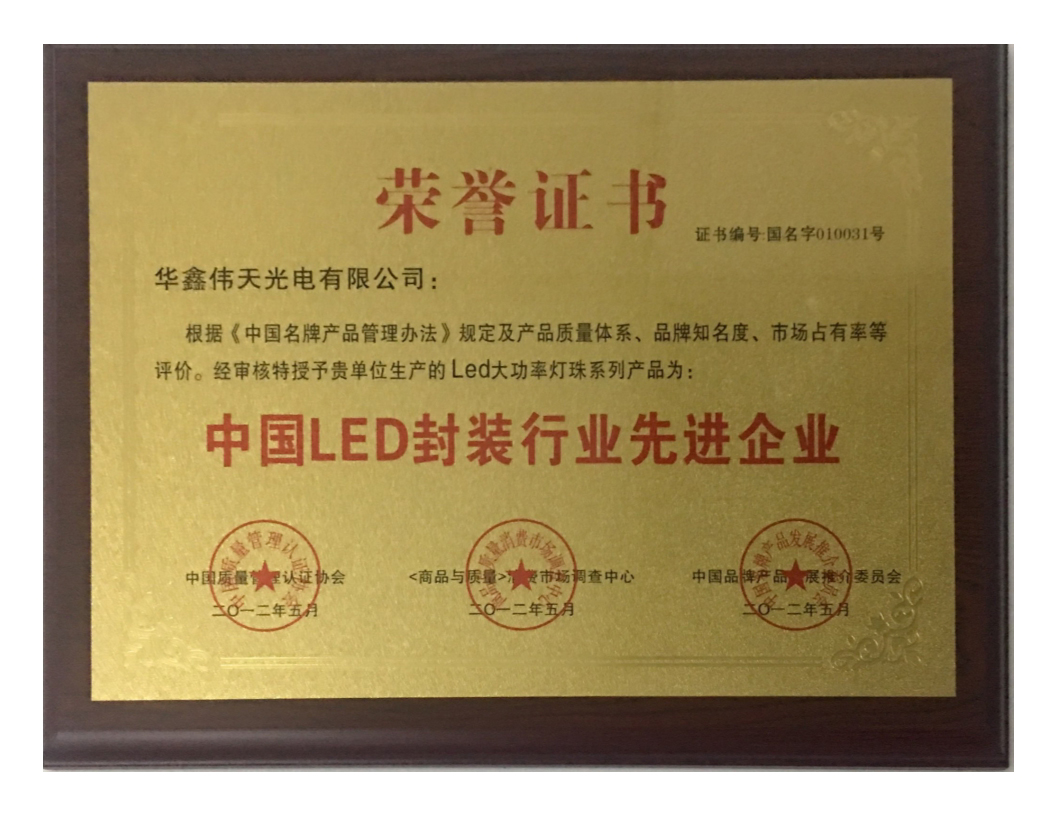 荣誉证书
证书编号:国名字010031号
华鑫伟天光电有限公司：
根据《中国名牌产品管理办法》规定及产品质量体系、品牌知名度、市场占有率等
评价。经审核特授予贵单位生产的 Led大功率灯珠系列产品为：
中国LED封装行业先进企业
中国质量管理认证协会
二〇一二年五月
<商品与质量>消费市场调查中心
二〇一二年五月
中国品牌产品发展推介委员会
二〇一二年五月